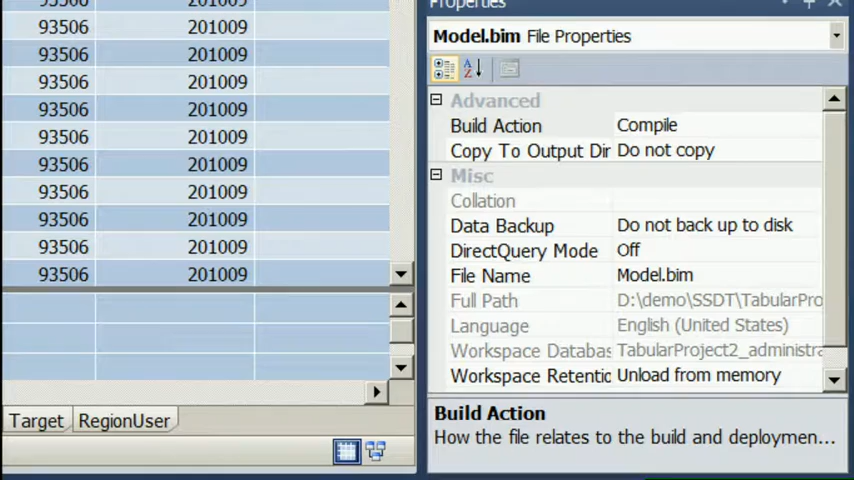 93506 201009
93506 201009
93506 201009
93506 201009
93506 201009
93506 201009
93506 201009
93506 201009
93506 201009
93506 201009
93506 201009
Target RegionUser
Properties
Model.bim File Properties
Advanced
Build Action Compile
Copy To Output Dir Do not copy
Misc
Collation
Data Backup Do not back up to disk
DirectQuery Mode Off
File Name Model.bim
Full Path D:\demo\SSDT\TabularPro
Language English (United States)
Workspace Databas TabularProject2_administra
Workspace Retentio Unload from memory
Build Action
How the file relates to the build and deploymen...